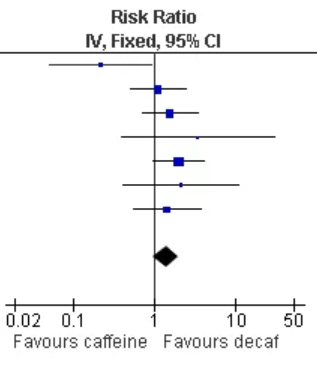 Risk Ratio
IV, Fixed, 95% CI
0.02 0.1 1 10 50
Favours caffeine Favours decaf